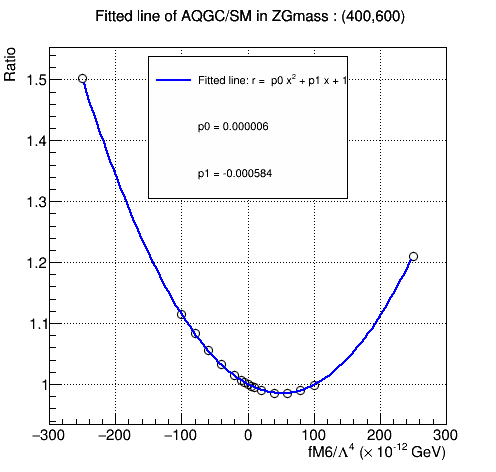 Fitted line of AQGC/SM in ZGmass : (400,600)
Ratio
Fitted line: r = p0 x² + p1 x + 1
p0 = 0.000006
p1 = -0.000584
1.5
1.4
1.3
1.2
1.1
1
−300 −200 −100 0 100 200 300
fM6/Λ⁴ (× 10⁻¹² GeV)